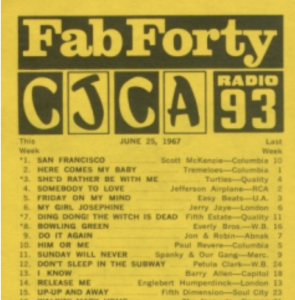 Fab Forty
CJCA RADIO 93
This Week JUNE 25, 1967 Last Week
*1. SAN FRANCISCO Scott McKenzie—Columbia 10
2. HERE COMES MY BABY Tremeloes—Columbia 1
*3. SHE'D RATHER BE WITH ME Turtles—Quality 4
4. SOMEBODY TO LOVE Jefferson Airplane—RCA 2
5. FRIDAY ON MY MIND Easy Beats—U.A. 3
6. MY GIRL JOSEPHINE Jerry Jaye—London
*7. DING DONG! THE WITCH IS DEAD Fifth Estate—Quality 11
*8. BOWLING GREEN Everly Bros.—W.B. 16
9. DO IT AGAIN Jon & Robin—Abnak 7
10. HIM OR ME Paul Revere—Columbia 5
11. SUNDAY WILL NEVER Spanky & Our Gang—Merc. 9
12. DON'T SLEEP IN THE SUBWAY Petula Clark—W.B. 14
13. I KNOW Barry Allen—Capitol 18
14. RELEASE ME Englebert Humperdinck—London 13
15. UP-UP AND AWAY Fifth Dimension—Soul City 23